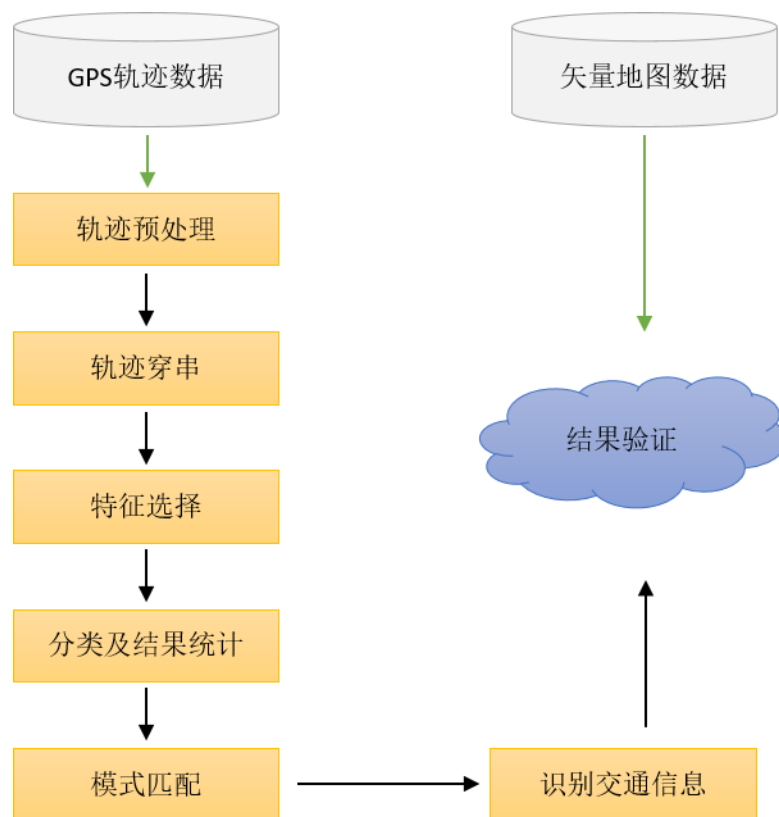 GPS轨迹数据
矢量地图数据
轨迹预处理
轨迹穿串
结果验证
特征选择
分类及结果统计
模式匹配
识别交通信息